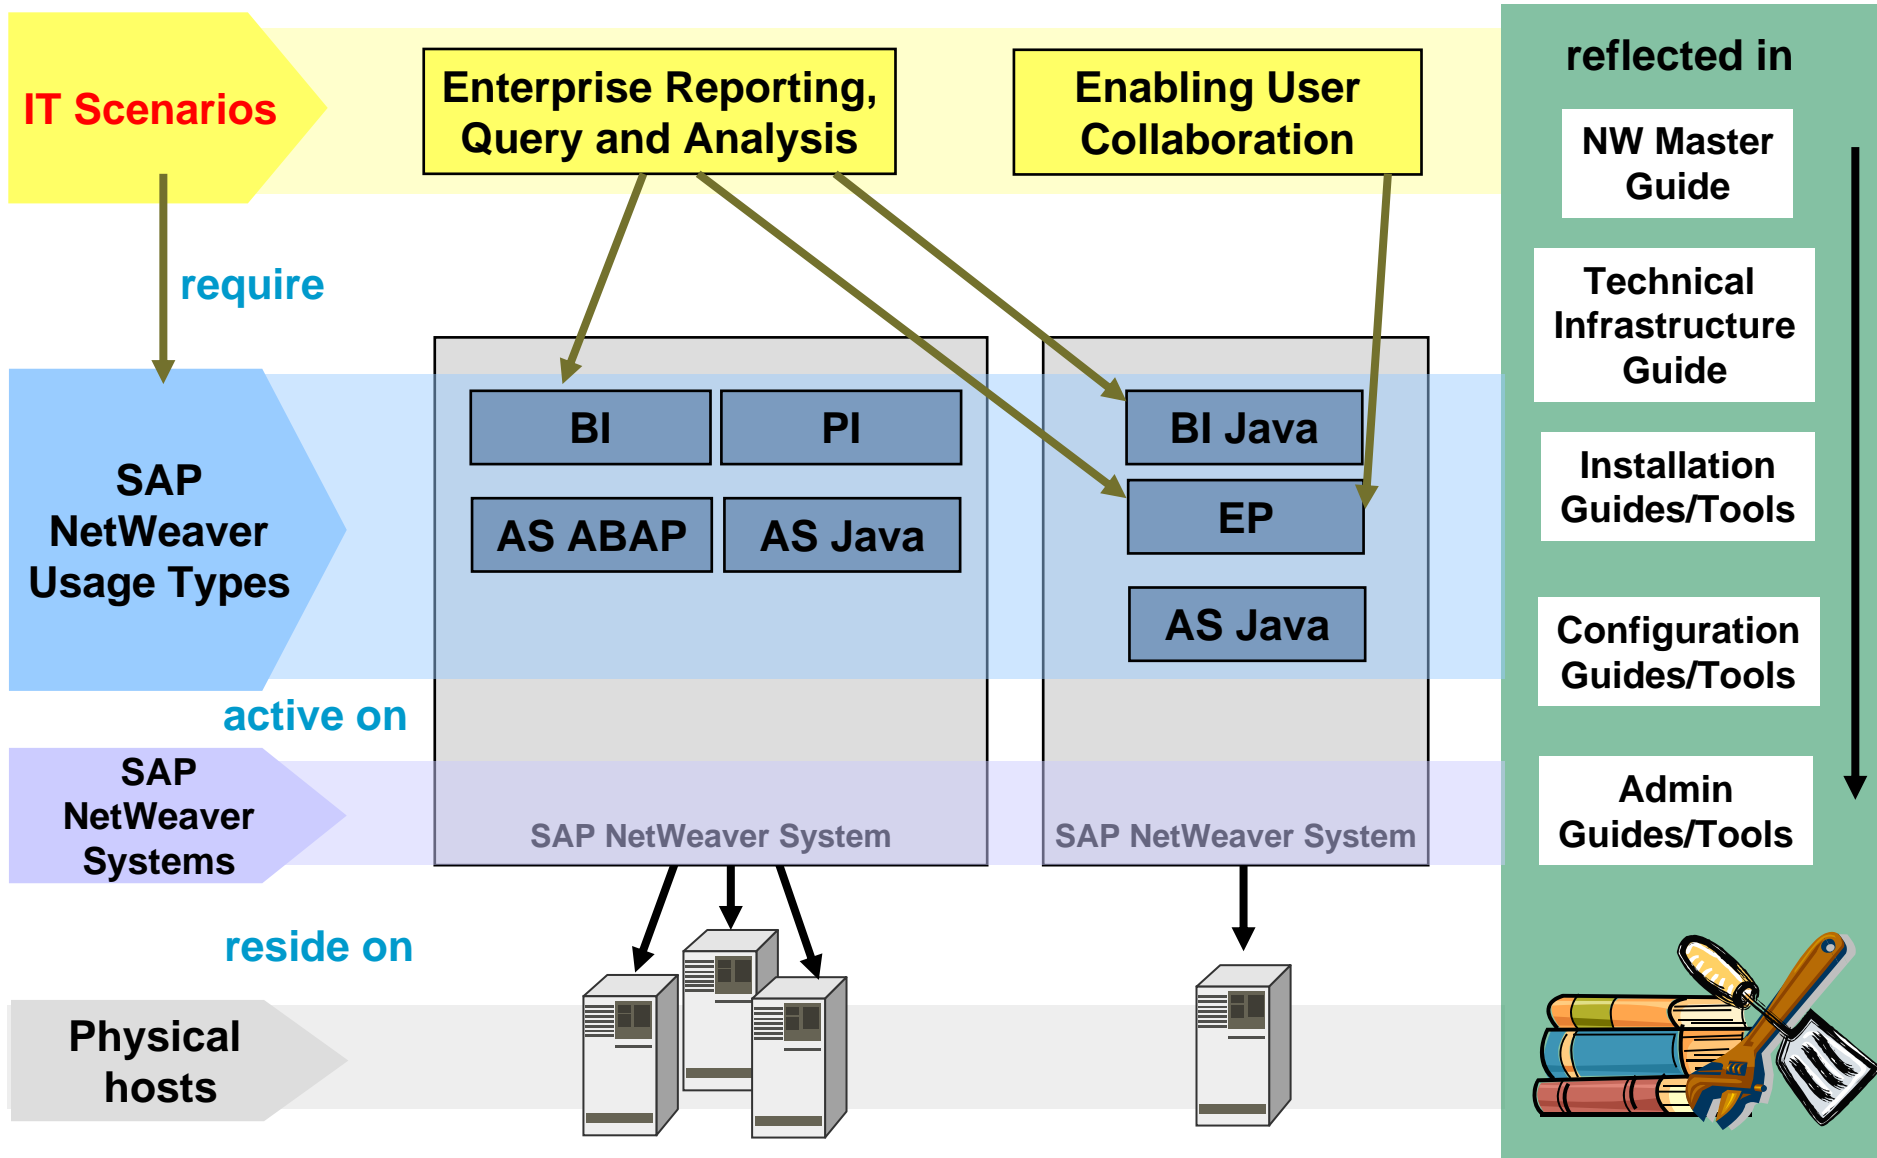 IT Scenarios
Enterprise Reporting,
Query and Analysis
Enabling User
Collaboration
require
SAP
NetWeaver
Usage Types
BI
PI
AS ABAP
AS Java
BI Java
EP
AS Java
active on
SAP
NetWeaver
Systems
SAP NetWeaver System
SAP NetWeaver System
reside on
Physical
hosts
reflected in
NW Master
Guide
Technical
Infrastructure
Guide
Installation
Guides/Tools
Configuration
Guides/Tools
Admin
Guides/Tools